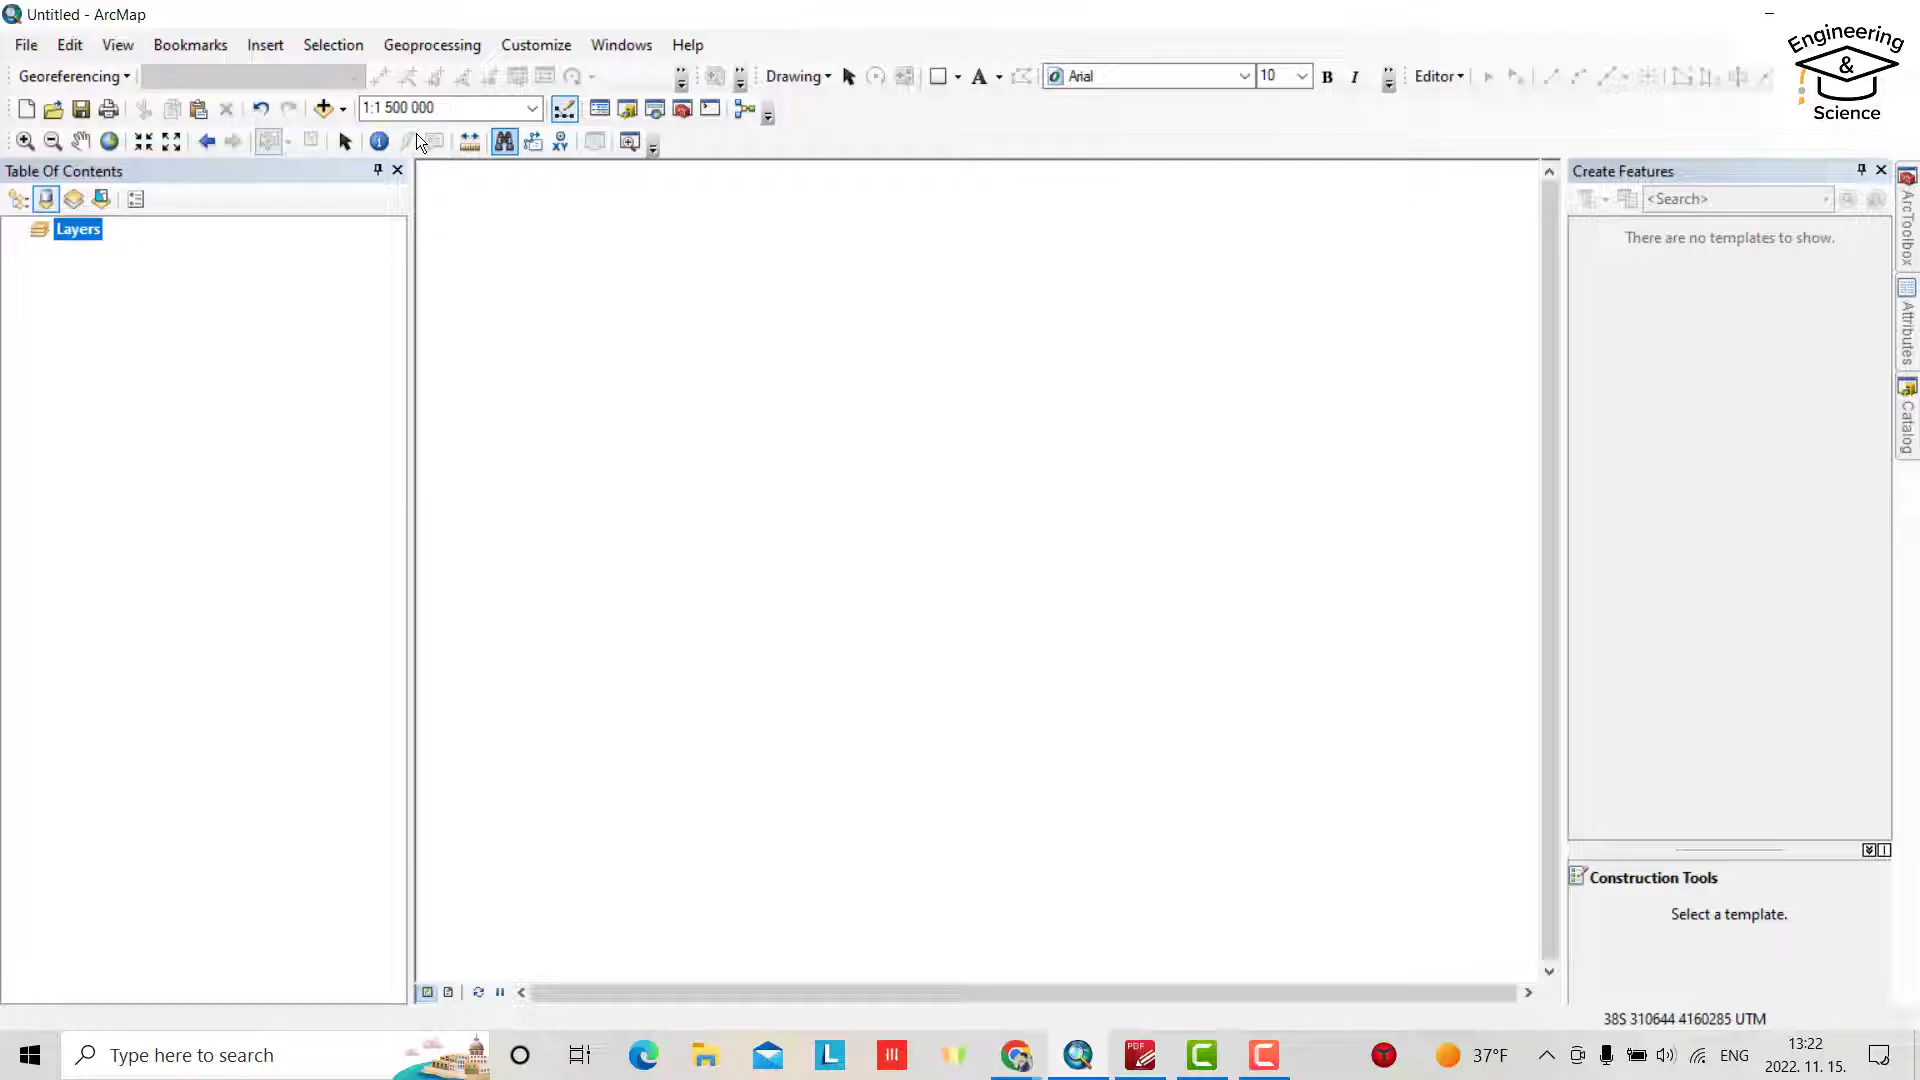 Untitled - ArcMap
Engineering
&
Science
File Edit View Bookmarks Insert Selection Geoprocessing Customize Windows Help
Georeferencing Drawing A Arial 10 B I Editor
1:1 500 000
Table Of Contents
Layers
Create Features
<Search>
There are no templates to show.
ArcToolbox
Attributes
Catalog
Construction Tools
Select a template.
38S 310644 4160285 UTM
Type here to search
37°F
ENG
13:22
2022. 11. 15.